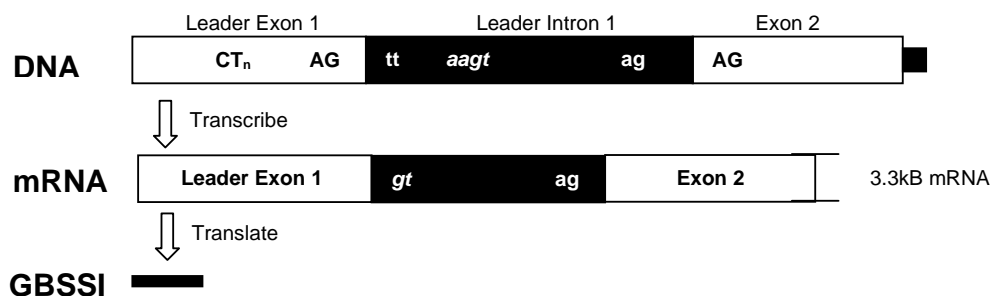 Leader Exon 1 Leader Intron 1 Exon 2
DNA CTn AG tt aagt ag AG
Transcribe
mRNA Leader Exon 1 gt ag Exon 2 3.3kB mRNA
Translate
GBSSI